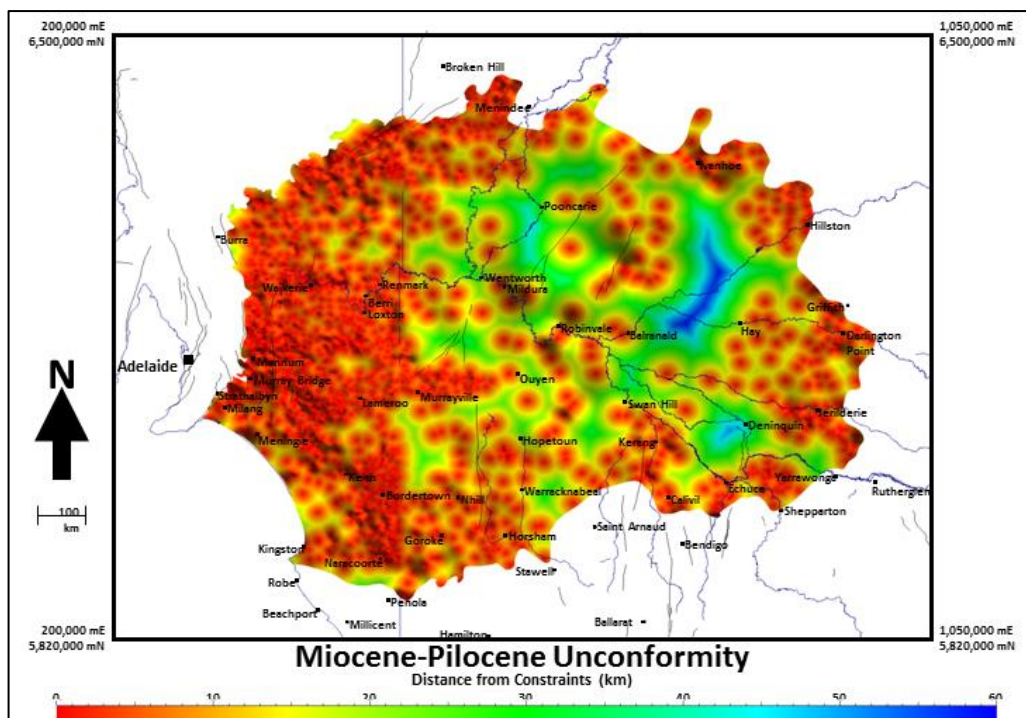 200,000 mE
6,500,000 mN
1,050,000 mE
6,500,000 mN
Broken Hill
Menindee
Ivanhoe
Pooncarie
Hillston
Burra
Wentworth
Waikerie
Renmark
Mildura
Berri
Loxton
Griffith
Robinvale
Balranald
Hay
Darlington
Point
Adelaide
Mannum
N
Murray Bridge
Ouyen
Strathalbyn
Lameroo
Murrayville
Milang
Swan Hill
Jerilderie
Deninquin
Meningie
Hopetoun
Kerang
Keith
Yarrawonga
Rutherglen
Bordertown
Nhill
Warracknabeal
Calivil
Echuca
Shepparton
100
km
Saint Arnaud
Goroke
Horsham
Bendigo
Kingston
Naracoorte
Stawell
Robe
Penola
Beachport
Millicent
Ballarat
Hamilton
200,000 mE
5,820,000 mN
1,050,000 mE
5,820,000 mN
Miocene-Pilocene Unconformity
Distance from Constraints (km)
0 10 20 30 40 50 60